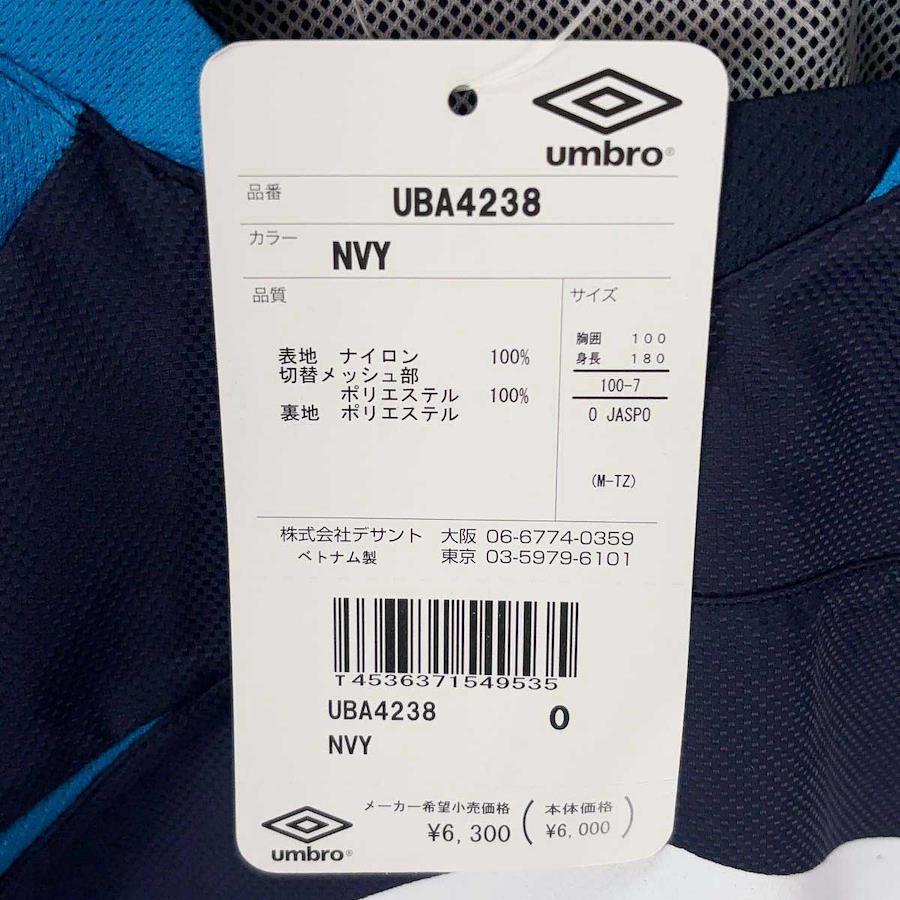 umbro®
品番 UBA4238
カラー NVY
品質
表地 ナイロン 100%
切替メッシュ部
ポリエステル 100%
裏地 ポリエステル
サイズ
胸囲 100
身長 180
100-7
O JASPO
(M-TZ)
株式会社デサント 大阪 06-6774-0359
ベトナム製 東京 03-5979-6101
T4536371549535
UBA4238 O
NVY
メーカー希望小売価格 (本体価格
¥6,300 ¥6,000)
umbro®